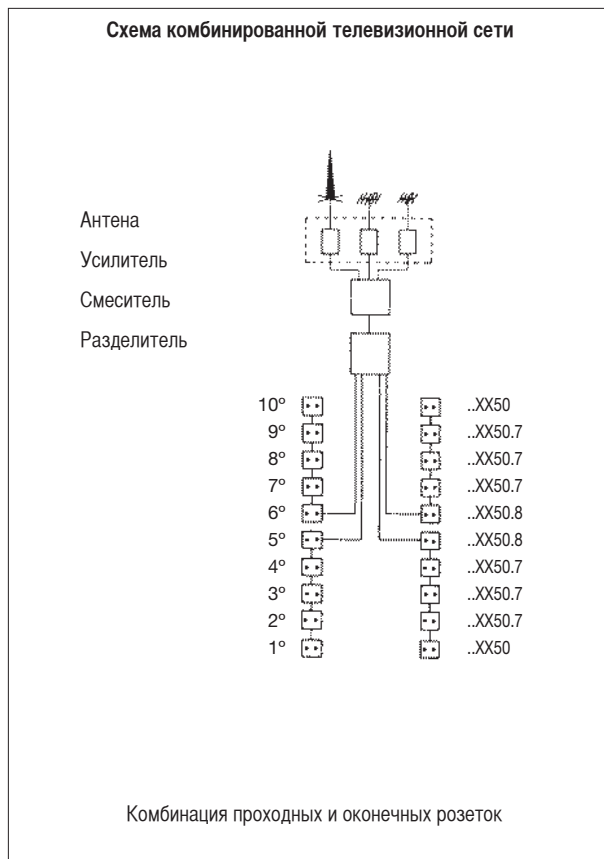 Схема комбинированной телевизионной сети
Антена
Усилитель
Смеситель
Разделитель
10º ..XX50
9º ..XX50.7
8º ..XX50.7
7º ..XX50.7
6º ..XX50.8
5º ..XX50.8
4º ..XX50.7
3º ..XX50.7
2º ..XX50.7
1º ..XX50
Комбинация проходных и оконечных розеток